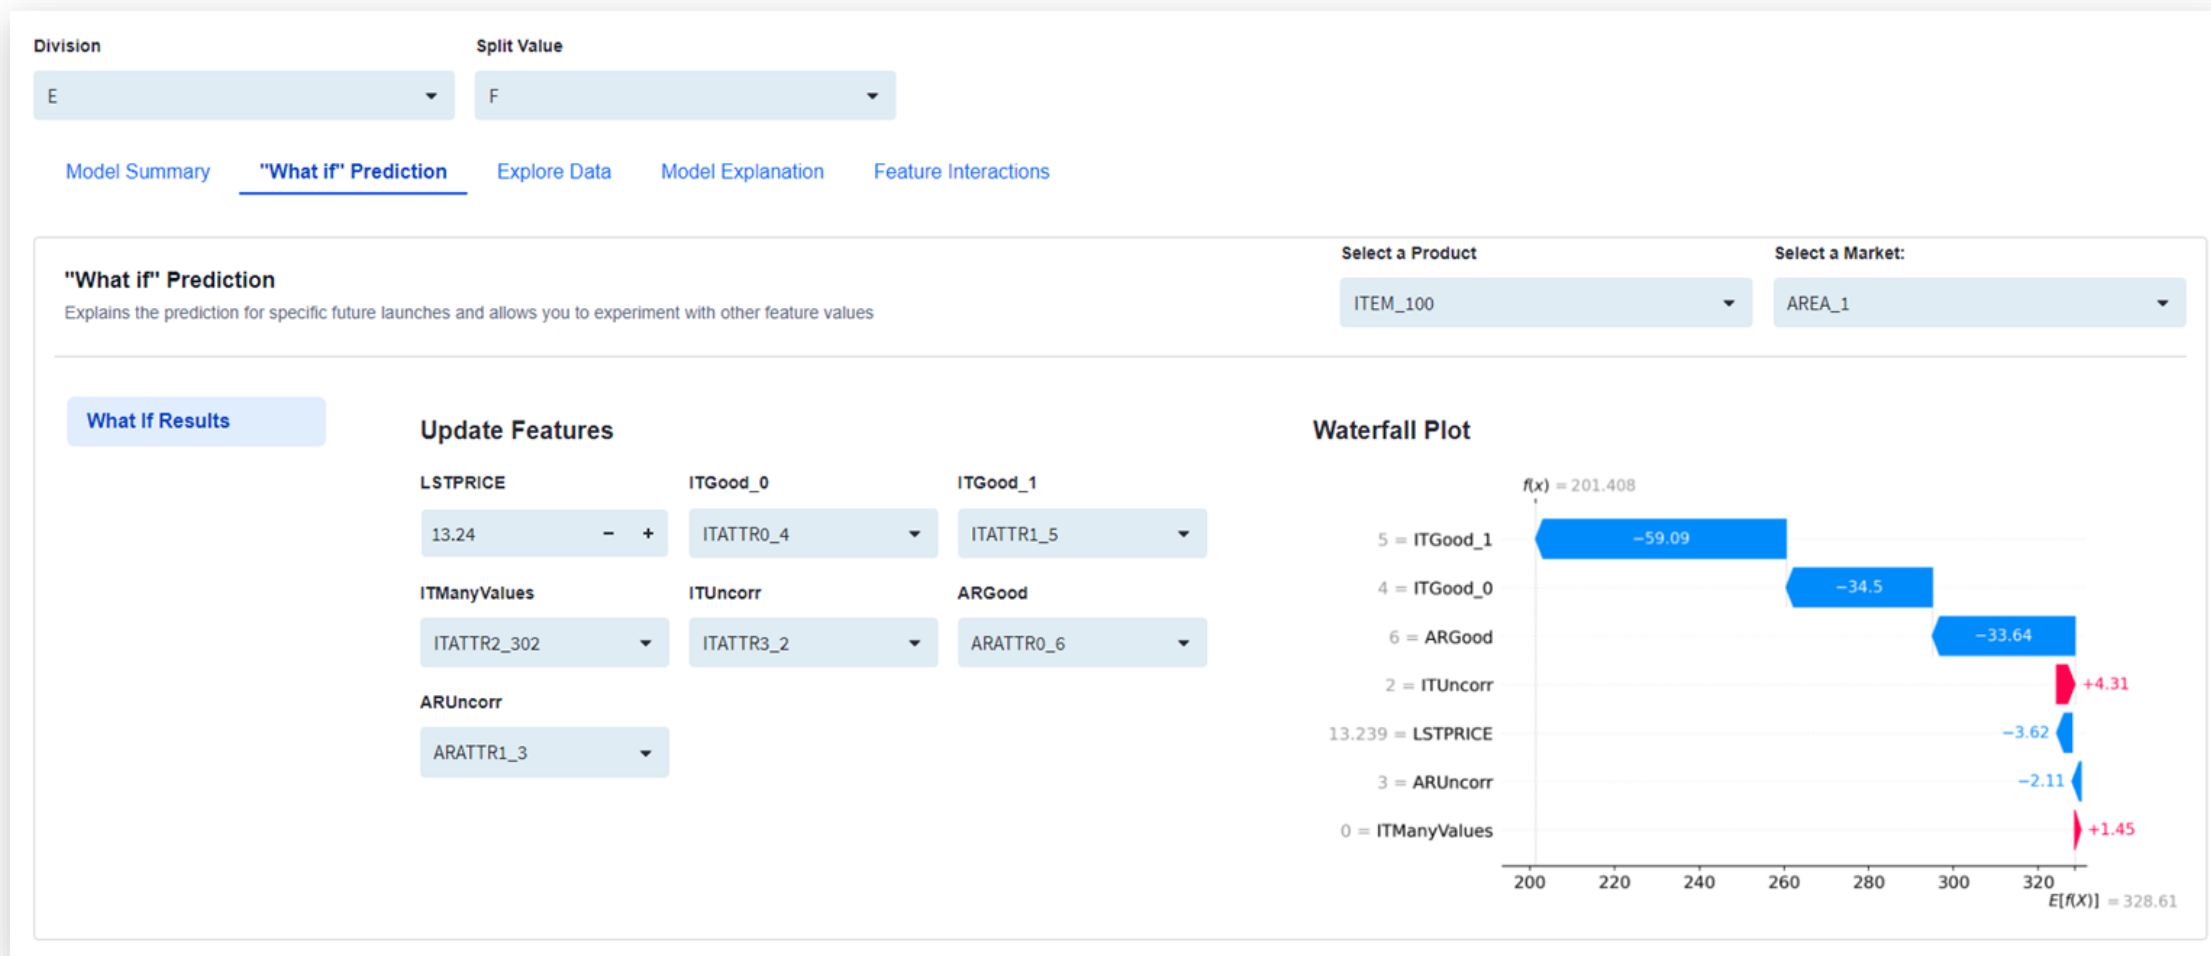 Division
Split Value
E
F
Model Summary
"What if" Prediction
Explore Data
Model Explanation
Feature Interactions
"What if" Prediction
Explains the prediction for specific future launches and allows you to experiment with other feature values
Select a Product
Select a Market:
ITEM_100
AREA_1
What If Results
Update Features
LSTPRICE
ITGood_0
ITGood_1
13.24
ITATTR0_4
ITATTR1_5
ITManyValues
ITUncorr
ARGood
ITATTR2_302
ITATTR3_2
ARATTR0_6
ARUncorr
ARATTR1_3
Waterfall Plot
f(x) = 201.408
5 = ITGood_1
−59.09
4 = ITGood_0
−34.5
6 = ARGood
−33.64
2 = ITUncorr
+4.31
13.239 = LSTPRICE
−3.62
3 = ARUncorr
−2.11
0 = ITManyValues
+1.45
200 220 240 260 280 300 320
E[f(X)] = 328.61